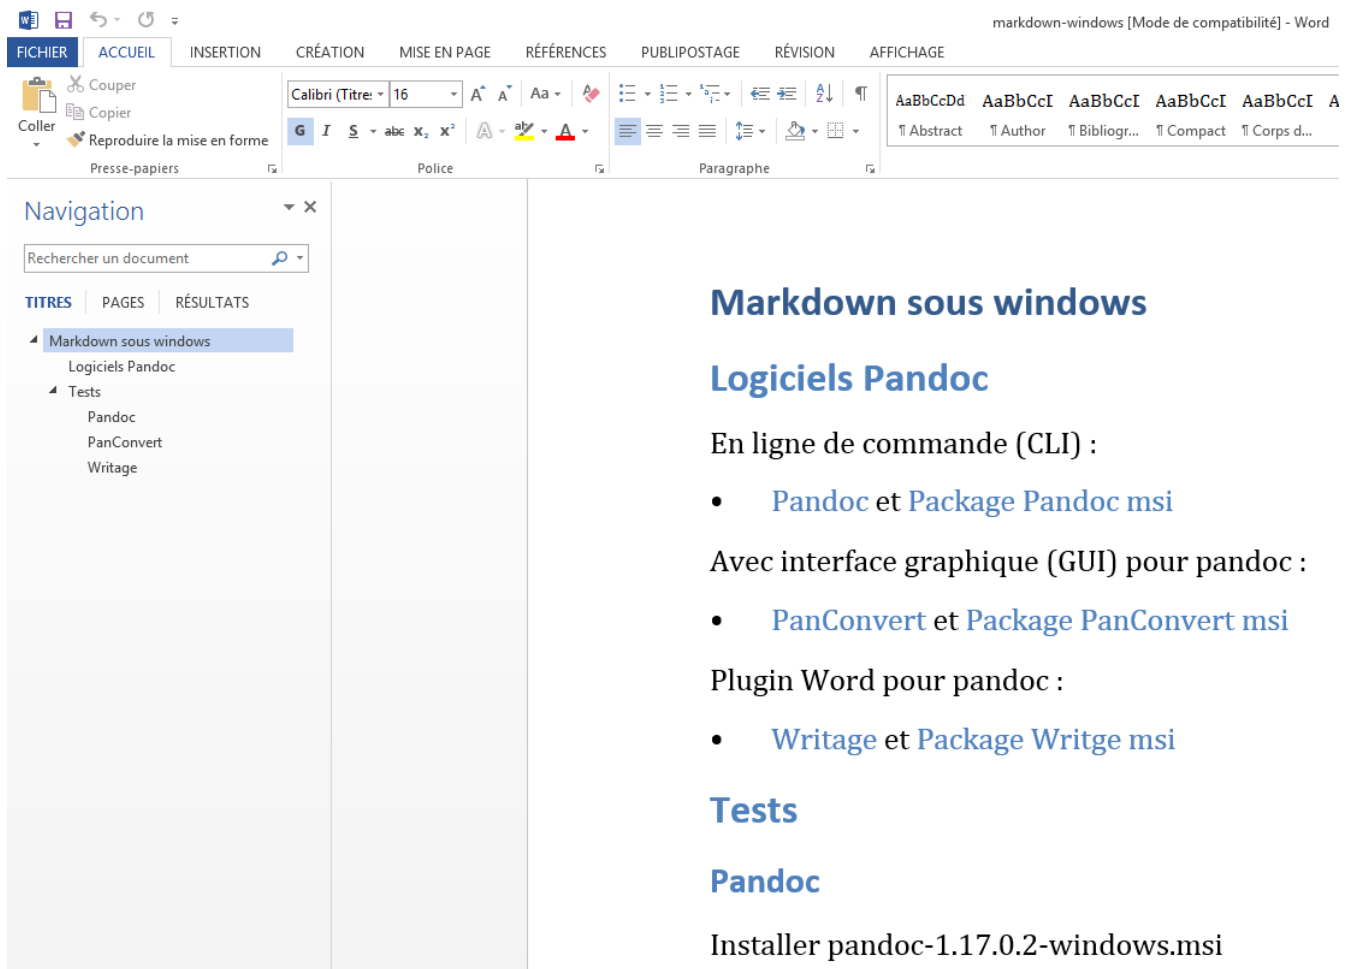 markdown-windows [Mode de compatibilité] - Word
FICHIER ACCUEIL INSERTION CRÉATION MISE EN PAGE RÉFÉRENCES PUBLIPOSTAGE RÉVISION AFFICHAGE
Coller
Couper
Copier
Reproduire la mise en forme
Presse-papiers
Calibri (Titre: 16
Aa
G I S abc x₂ x² A ab A
Police
Paragraphe
AaBbCcDd AaBbCcI AaBbCcI AaBbCcI AaBbCcI A
¶ Abstract ¶ Author ¶ Bibliogr... ¶ Compact ¶ Corps d...
Navigation
Rechercher un document
TITRES PAGES RÉSULTATS
Markdown sous windows
Logiciels Pandoc
Tests
Pandoc
PanConvert
Writage
Markdown sous windows
Logiciels Pandoc
En ligne de commande (CLI) :
• Pandoc et Package Pandoc msi
Avec interface graphique (GUI) pour pandoc :
• PanConvert et Package PanConvert msi
Plugin Word pour pandoc :
• Writage et Package Writge msi
Tests
Pandoc
Installer pandoc-1.17.0.2-windows.msi